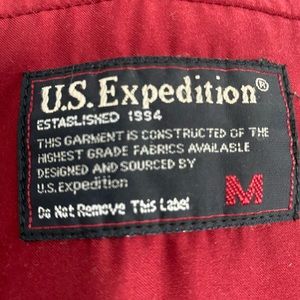 U.S. Expedition®
ESTABLISHED 1994
THIS GARMENT IS CONSTRUCTED OF THE
HIGHEST GRADE FABRICS AVAILABLE
DESIGNED AND SOURCED BY
U.S. Expedition
M
Do Not Remove This Label